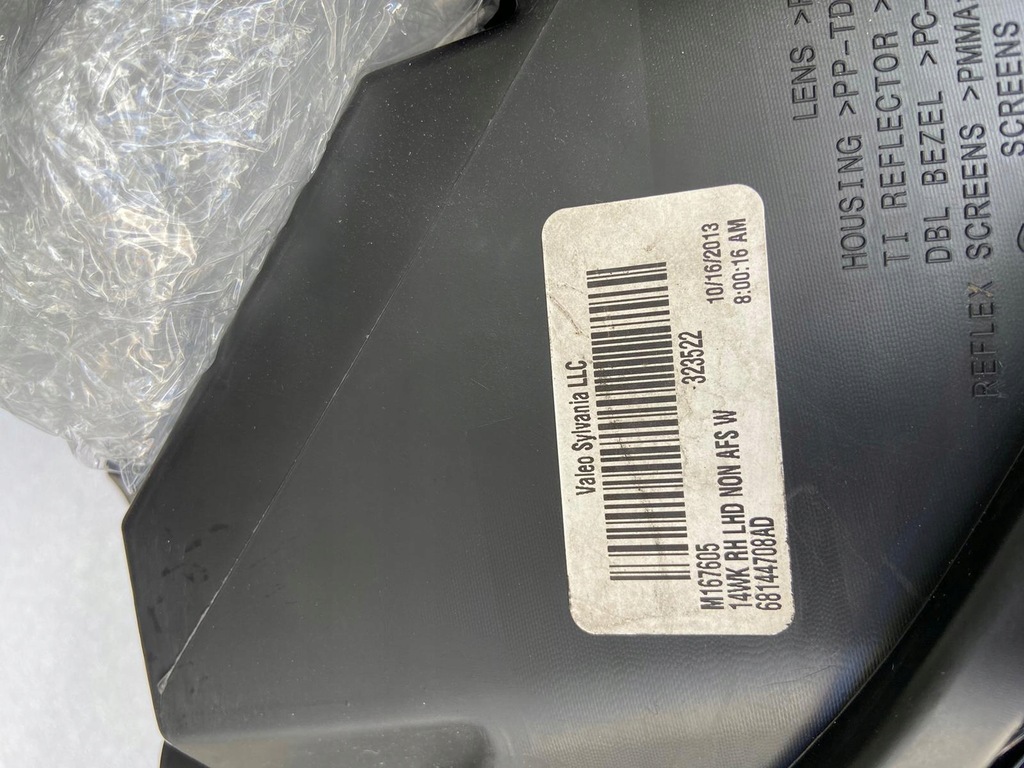 Valeo Sylvania LLC
323522
10/16/2013
8:00:16 AM
M167605
14WK RH LHD NON AFS W
68144708AD
LENS
HOUSING >PP-TD
TI REFLECTOR >
DBL BEZEL >PC-
REFLEX SCREENS >PMMA
SCREENS